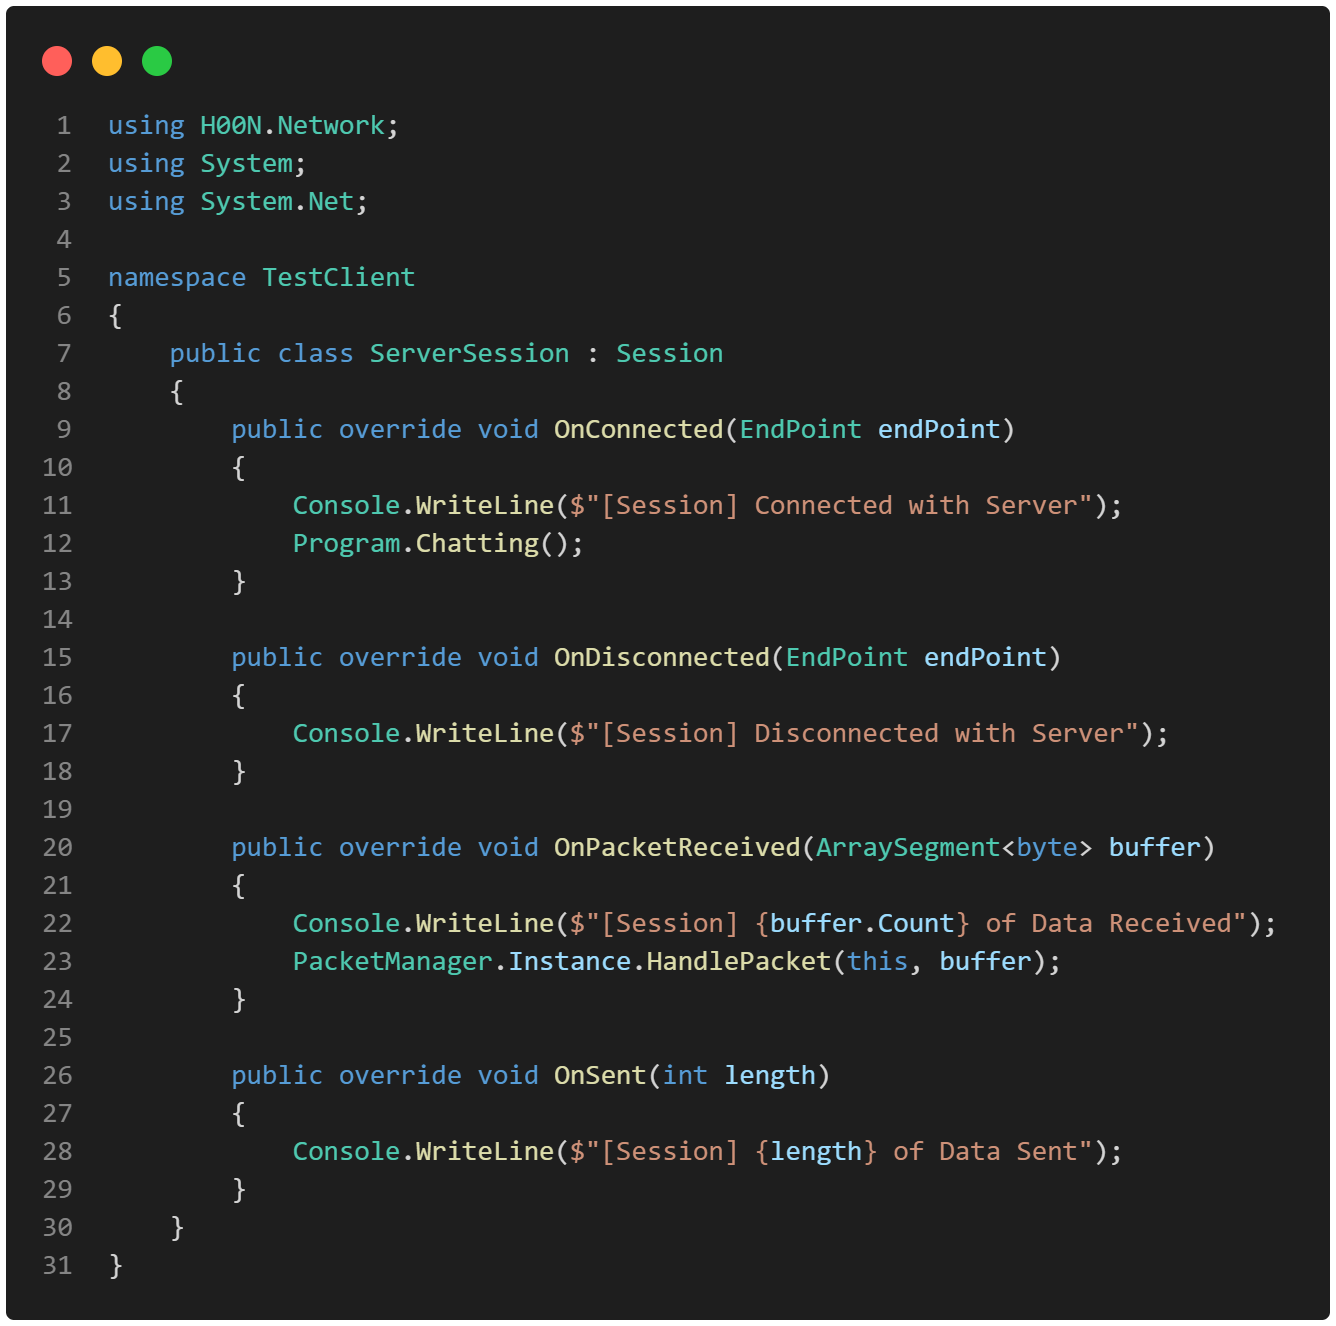 1 using H00N.Network;
2 using System;
3 using System.Net;
4
5 namespace TestClient
6 {
7     public class ServerSession : Session
8     {
9         public override void OnConnected(EndPoint endPoint)
10         {
11             Console.WriteLine($"[Session] Connected with Server");
12             Program.Chatting();
13         }
14
15         public override void OnDisconnected(EndPoint endPoint)
16         {
17             Console.WriteLine($"[Session] Disconnected with Server");
18         }
19
20         public override void OnPacketReceived(ArraySegment<byte> buffer)
21         {
22             Console.WriteLine($"[Session] {buffer.Count} of Data Received");
23             PacketManager.Instance.HandlePacket(this, buffer);
24         }
25
26         public override void OnSent(int length)
27         {
28             Console.WriteLine($"[Session] {length} of Data Sent");
29         }
30     }
31 }